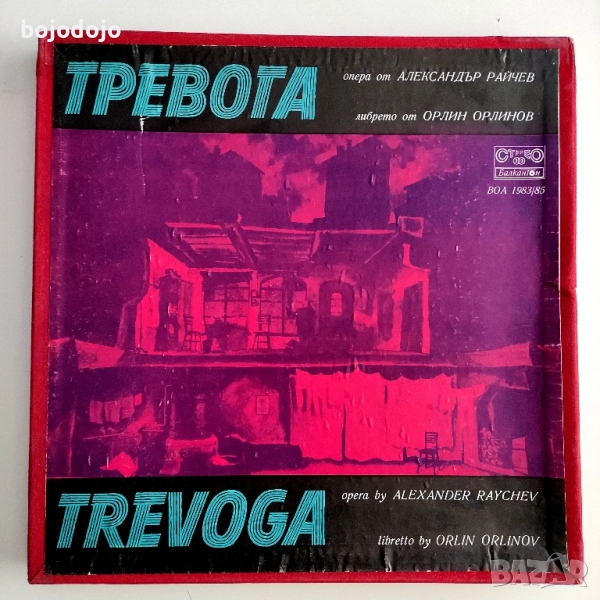 bojodojo
ТРЕВОГА
опера от АЛЕКСАНДЪР РАЙЧЕВ
либрето от ОРЛИН ОРЛИНОВ
СТЕРЕО
Балкантон
ВОА 1983/85
TREVOGA
opera by ALEXANDER RAYCHEV
libretto by ORLIN ORLINOV
BAZAR